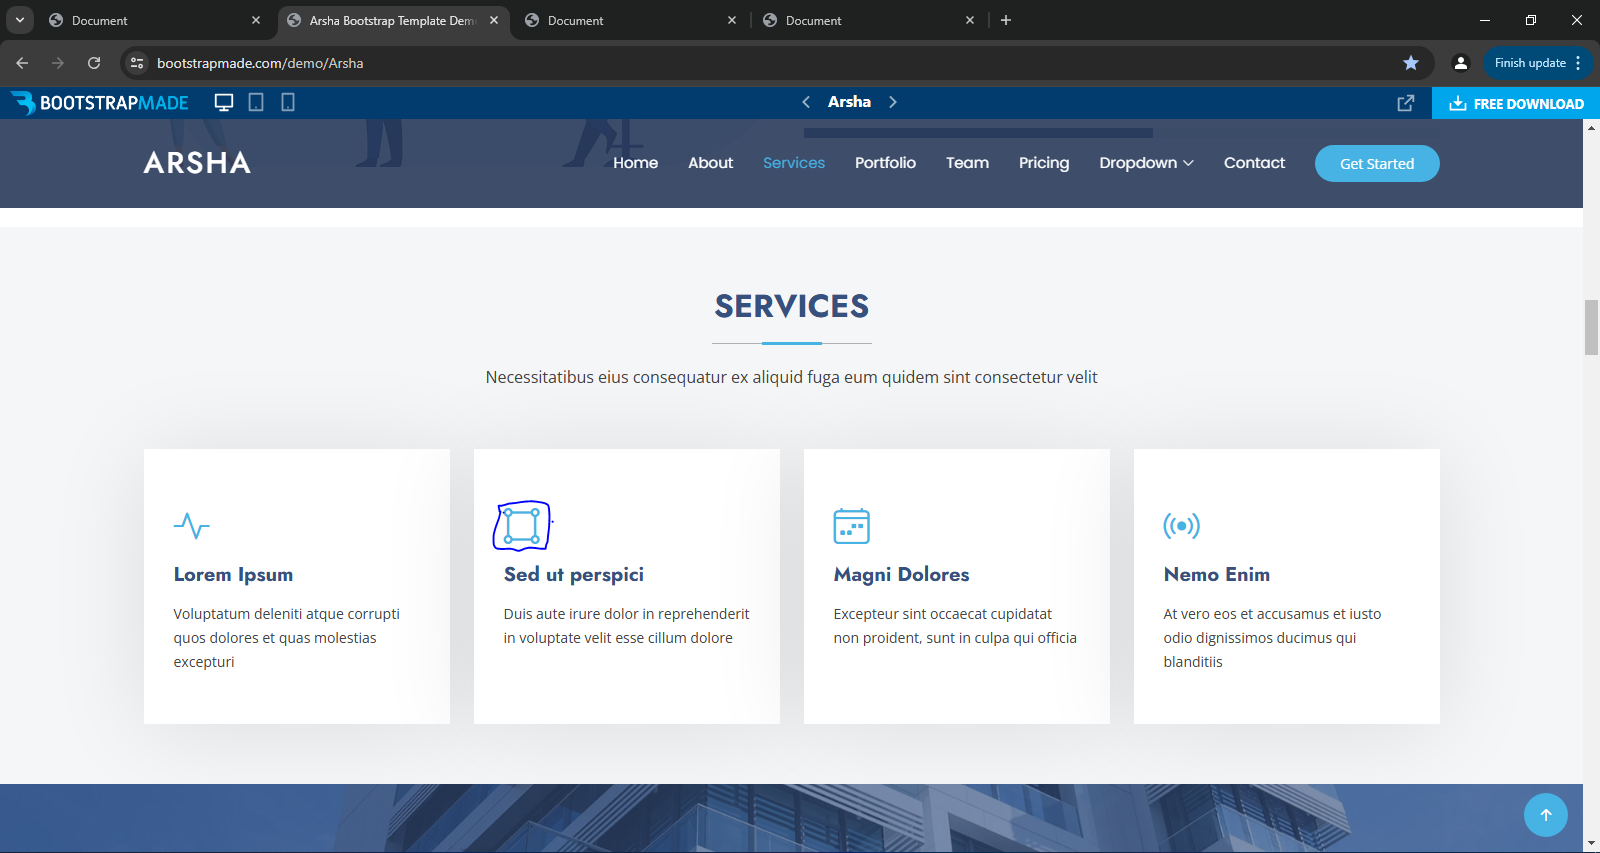 Document
Arsha Bootstrap Template Dem
Document
Document
bootstrapmade.com/demo/Arsha
Finish update
BOOTSTRAPMADE
Arsha
FREE DOWNLOAD
ARSHA
Home
About
Services
Portfolio
Team
Pricing
Dropdown
Contact
Get Started
SERVICES
Necessitatibus eius consequatur ex aliquid fuga eum quidem sint consectetur velit
Lorem Ipsum
Voluptatum deleniti atque corrupti
quos dolores et quas molestias
excepturi
Sed ut perspici
Duis aute irure dolor in reprehenderit
in voluptate velit esse cillum dolore
Magni Dolores
Excepteur sint occaecat cupidatat
non proident, sunt in culpa qui officia
Nemo Enim
At vero eos et accusamus et iusto
odio dignissimos ducimus qui
blanditiis